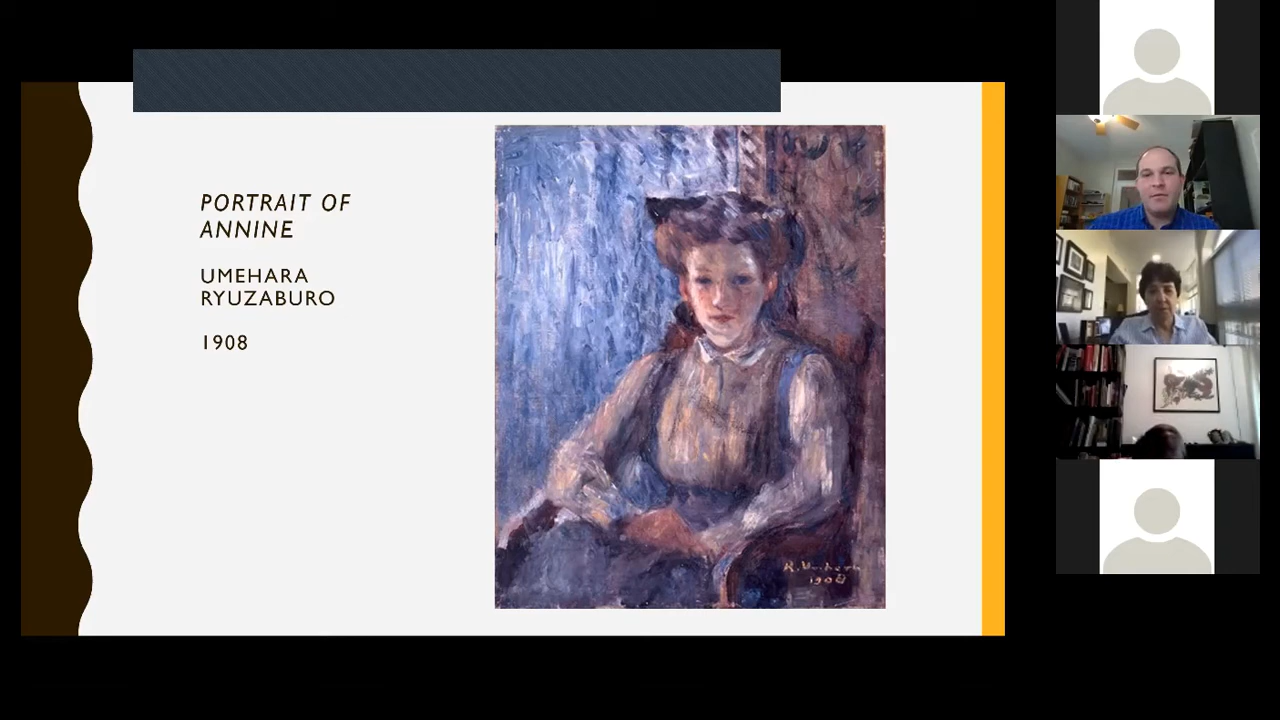 PORTRAIT OF
ANNINE
UMEHARA
RYUZABURO
1908
1908